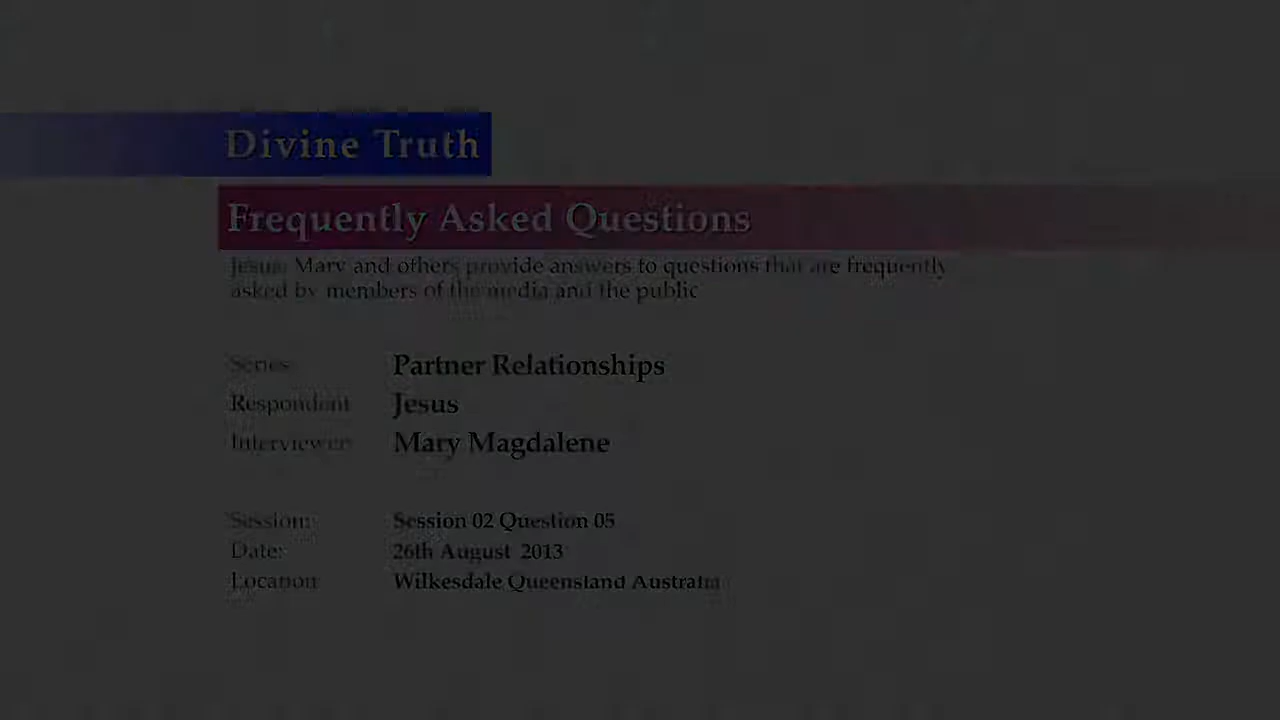 Divine Truth
Frequently Asked Questions
Jesus, Mary and others provide answers to questions that are frequently
asked by members of the media and the public
Series: Partner Relationships
Respondent Jesus
Interviewer Mary Magdalene
Session: Session 02 Question 05
Date: 26th August 2013
Location Wilkesdale Queensland Australia